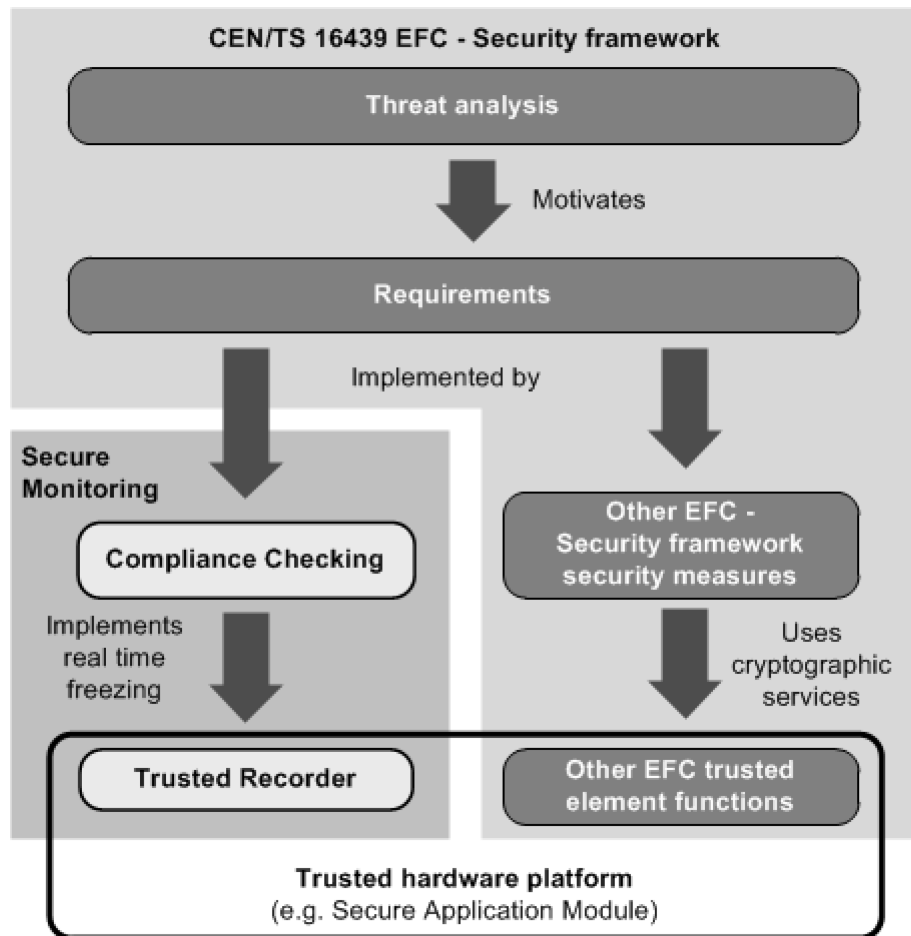 CEN/TS 16439 EFC - Security framework
Threat analysis
Motivates
Requirements
Implemented by
Secure
Monitoring
Compliance Checking
Other EFC -
Security framework
security measures
Implements
real time
freezing
Uses
cryptographic
services
Trusted Recorder
Other EFC trusted
element functions
Trusted hardware platform
(e.g. Secure Application Module)